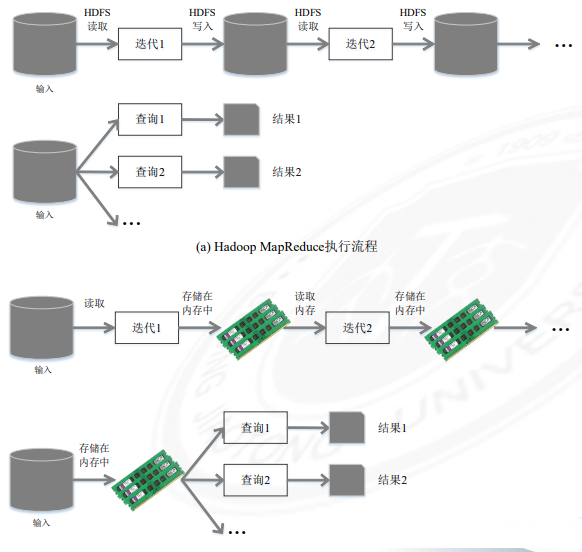 HDFS
读取
HDFS
写入
HDFS
读取
HDFS
写入
迭代1
迭代2
...
输入
查询1
结果1
查询2
结果2
输入
...
(a) Hadoop MapReduce执行流程
读取
存储在
内存中
读取
内存
存储在
内存中
迭代1
迭代2
...
输入
查询1
结果1
存储在
内存中
查询2
结果2
输入
...